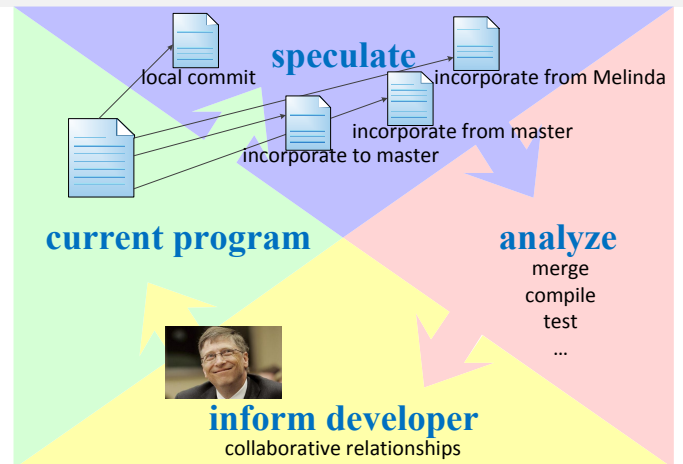 speculate
local commit
incorporate from Melinda
incorporate from master
incorporate to master
current program
analyze
merge
compile
test
…
inform developer
collaborative relationships